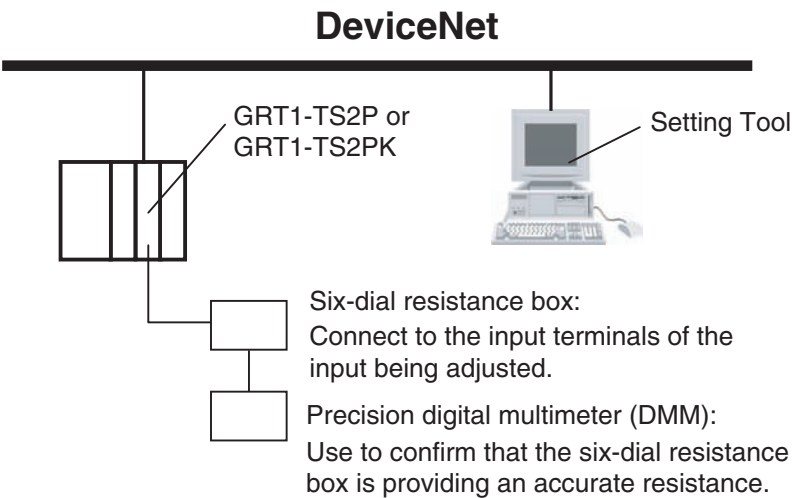 DeviceNet
GRT1-TS2P or
GRT1-TS2PK
Setting Tool
Six-dial resistance box:
Connect to the input terminals of the
input being adjusted.
Precision digital multimeter (DMM):
Use to confirm that the six-dial resistance
box is providing an accurate resistance.